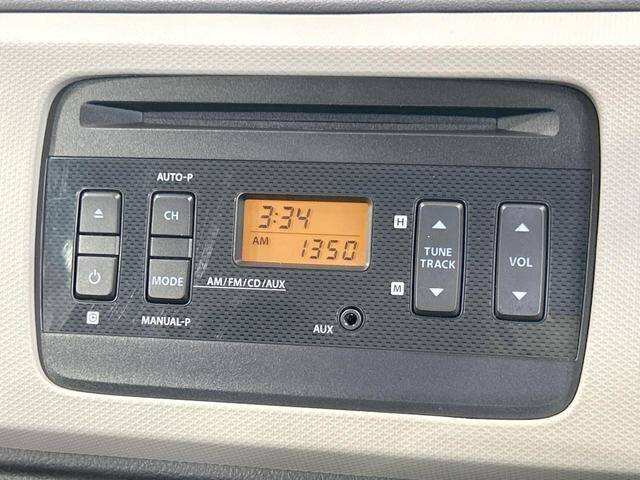 AUTO-P
CH
MODE
AM/FM/CD/AUX
C
MANUAL-P
3:34
AM 1350
AUX
H
M
TUNE
TRACK
VOL